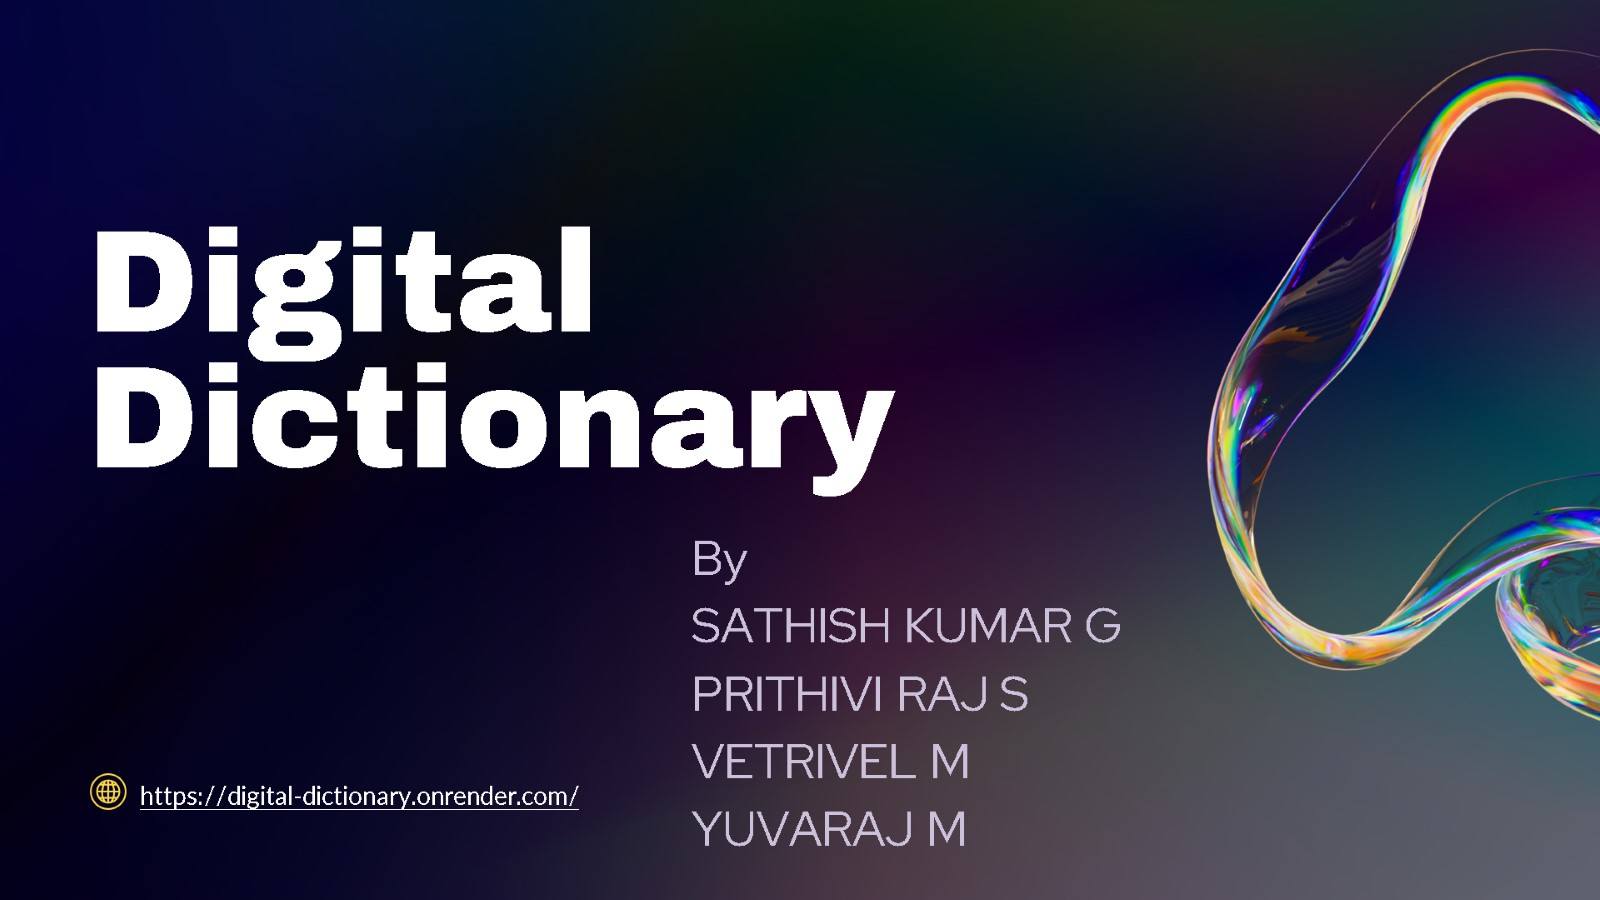 Digital
Dictionary
By
SATHISH KUMAR G
PRITHIVI RAJ S
VETRIVEL M
YUVARAJ M
https://digital-dictionary.onrender.com/